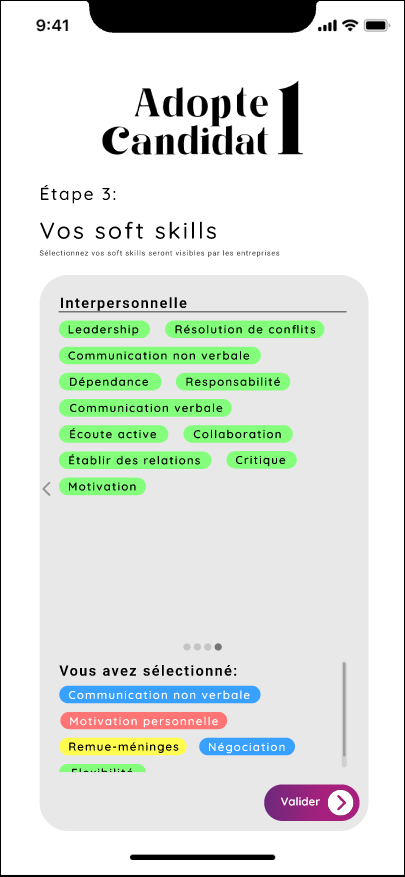 9:41
Adopte 1
Candidat
Étape 3:
Vos soft skills
Sélectionnez vos soft skills seront visibles par les entreprises
Interpersonnelle
Leadership Résolution de conflits
Communication non verbale
Dépendance Responsabilité
Communication verbale
Écoute active Collaboration
Établir des relations Critique
Motivation
Vous avez sélectionné:
Communication non verbale
Motivation personnelle
Remue-méninges Négociation
Flexibilité
Valider